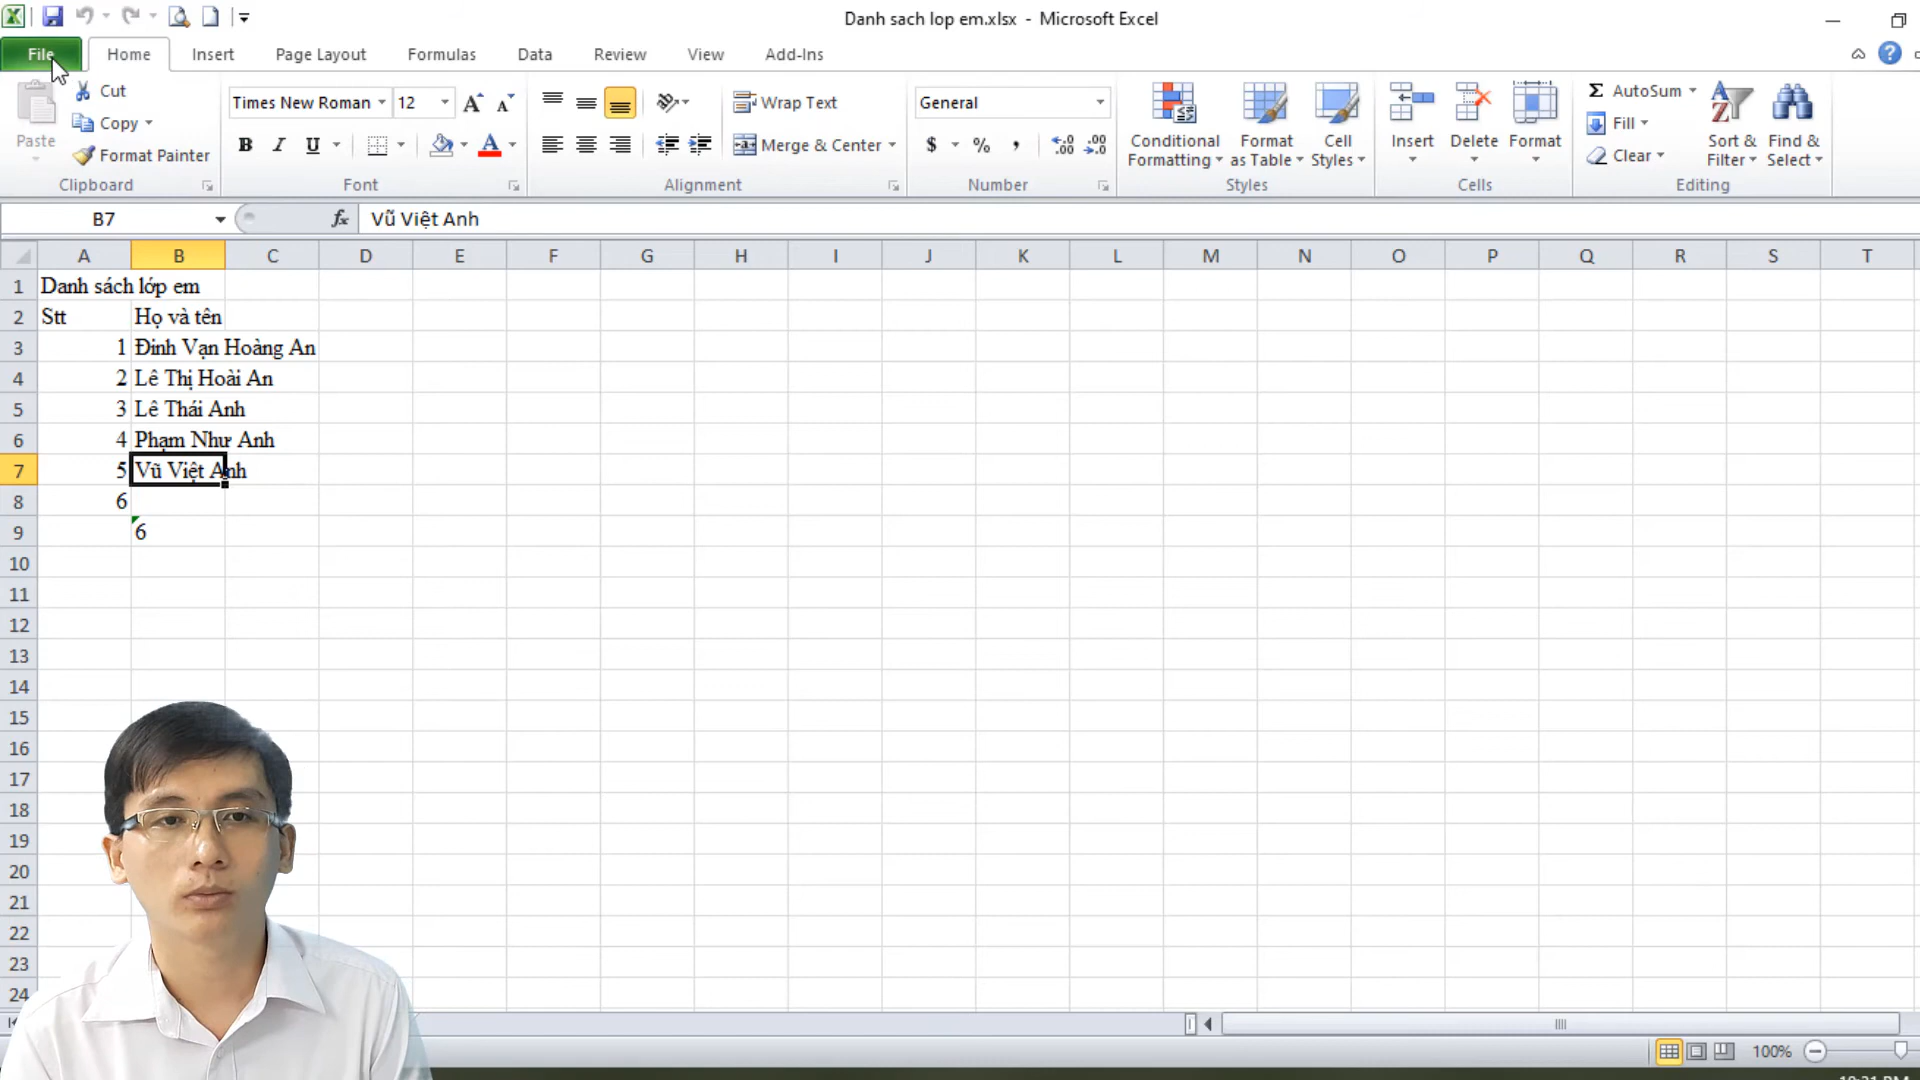 Danh sach lop em.xlsx - Microsoft Excel
File Home Insert Page Layout Formulas Data Review View Add-Ins
Paste Cut Copy Format Painter
Clipboard
Times New Roman 12
B I U
Font
Wrap Text
Merge & Center
Alignment
General
$ % ,
Number
Conditional Formatting
Format as Table
Cell Styles
Styles
Insert Delete Format
Cells
AutoSum
Fill
Clear
Sort & Filter
Find & Select
Editing
B7 fx Vũ Việt Anh
A B C D E F G H I J K L M N O P Q R S T
1 Danh sách lớp em
2 Stt Họ và tên
3 1 Đinh Vạn Hoàng An
4 2 Lê Thị Hoài An
5 3 Lê Thái Anh
6 4 Phạm Như Anh
7 5 Vũ Việt Anh
8 6
9 6
10
11
12
13
14
15
16
17
18
19
20
21
22
23
24
100%